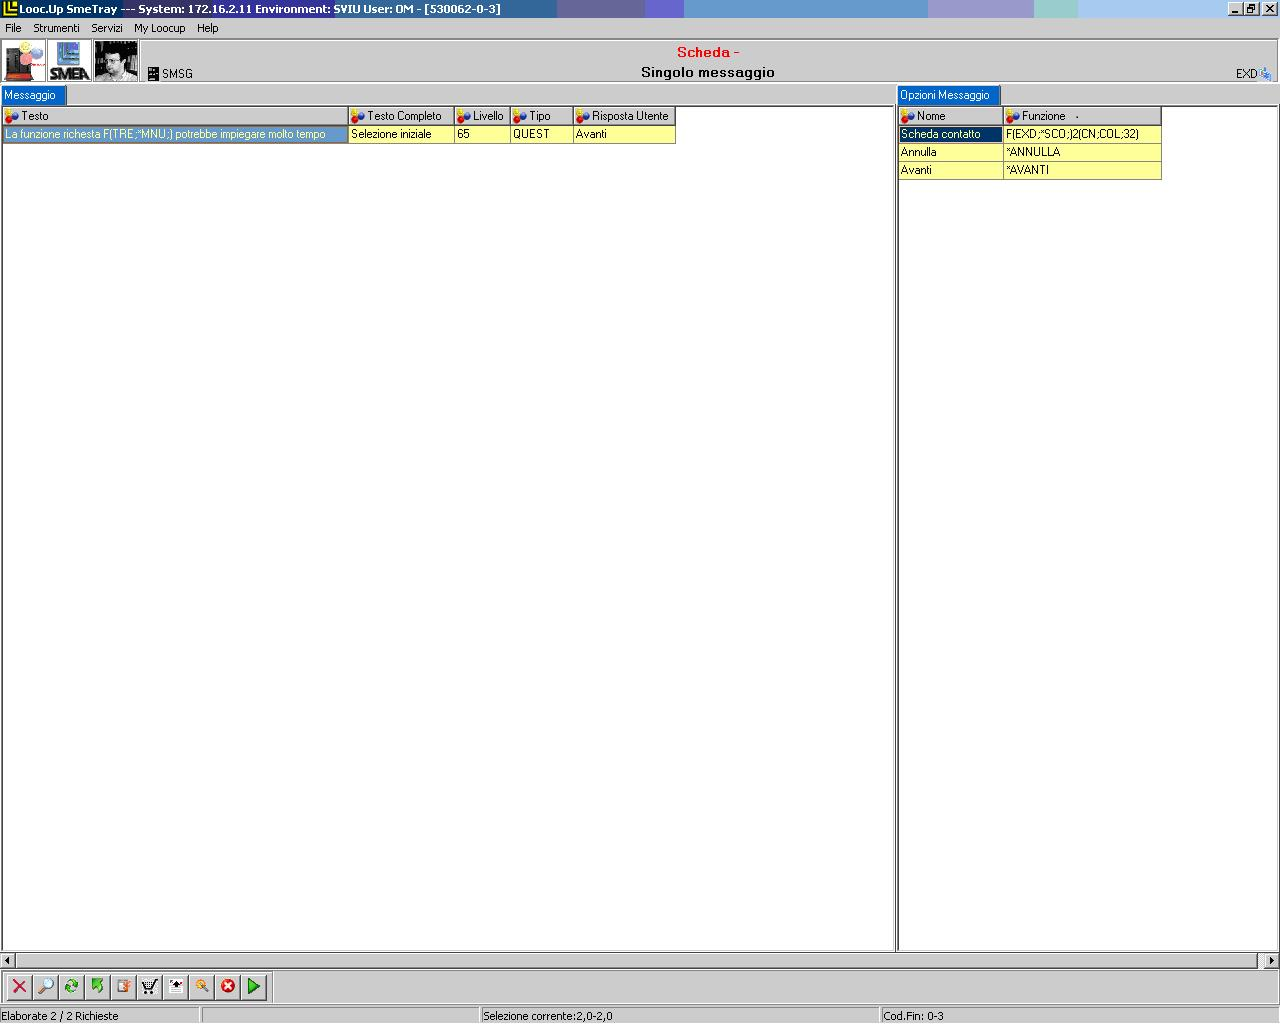 Looc.Up SmeTray --- System: 172.16.2.11 Environment: SVIU User: OM - [530062-0-3]
File Strumenti Servizi My Loocup Help
SMEA
SMSG
Scheda -
Singolo messaggio
EXD
Messaggio
Testo Testo Completo Livello Tipo Risposta Utente
La funzione richesta F(TRE;*MNU;) potrebbe impiegare molto tempo Selezione iniziale 65 QUEST Avanti
Opzioni Messaggio
Nome Funzione
Scheda contatto F(EXD;*SCO;)2(CN;COL;32)
Annulla *ANNULLA
Avanti *AVANTI
Elaborate 2 / 2 Richieste
Selezione corrente:2,0-2,0
Cod.Fin: 0-3